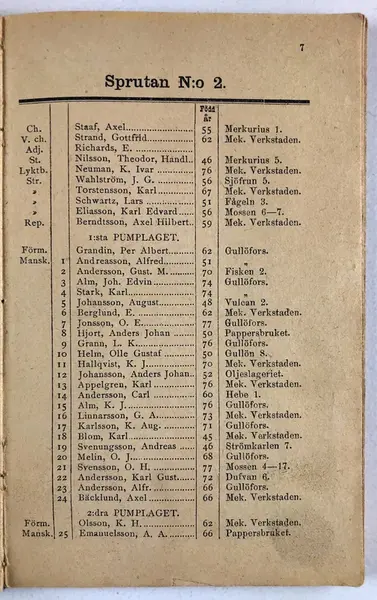 7
Sprutan N:o 2.
Född år
Ch. Staaf, Axel 55 Merkurius 1.
V. ch. Strand, Gottfrid 62 Mek. Verkstaden.
Adj. Richards, E.
St. Nilsson, Theodor, Handl. 46 Merkurius 5.
Lyktb. Neuman, K. Ivar 76 Mek. Verkstaden.
Str. Wahlström, J. G. 56 Sjöfrun 5.
„ Torstensson, Karl 67 Mek. Verkstaden.
„ Schwartz, Lars 51 Fågeln 3.
„ Eliasson, Karl Edvard 56 Mossen 6—7.
Rep. Berndtsson, Axel Hilbert 59 Mek. Verkstaden.
1:sta PUMPLAGET.
Förm. Grandin, Per Albert 62 Gullöfors.
Mansk. 1 Andreasson, Alfred 51 „
2 Andersson, Gust. M. 70 Fisken 2.
3 Alm, Joh. Edvin 74 Gullöfors.
4 Stark, Karl 74 „
5 Johansson, August 48 Vulcan 2.
6 Berglund, E. 62 Mek. Verkstaden.
7 Jonsson, O. E. 77 Gullöfors.
8 Hjort, Anders Johan 50 Pappersbruket.
9 Grann, L. K. 76 Gullöfors.
10 Helm, Olle Gustaf 50 Gullön 8.
11 Hallqvist, K. J. 70 Mek. Verkstaden.
12 Johansson, Anders Johan 52 Oljeslageriet.
13 Appelgren, Karl 76 Mek. Verkstaden.
14 Andersson, Carl 60 Hebe 1.
15 Alm, K. J. 76 Gullöfors.
16 Linnarsson, G. A. 73 Mek. Verkstaden.
17 Karlsson, K. Aug. 71 Gullöfors.
18 Blom, Karl 45 Mek. Verkstaden.
19 Svenungsson, Andreas 46 Strömkarlen 7.
20 Melin, O. J. 68 Gullöfors.
21 Svensson, O. H. 77 Mossen 4—17.
22 Andersson, Karl Gust. 72 Dufvan 6.
23 Andersson, Alfr. 66 Gullöfors.
24 Bäcklund, Axel 66 Mek. Verkstaden.
2:dra PUMPLAGET.
Förm. Olsson, K. H. 62 Mek. Verkstaden.
Mansk. 25 Emanuelsson, A. A. 66 Pappersbruket.